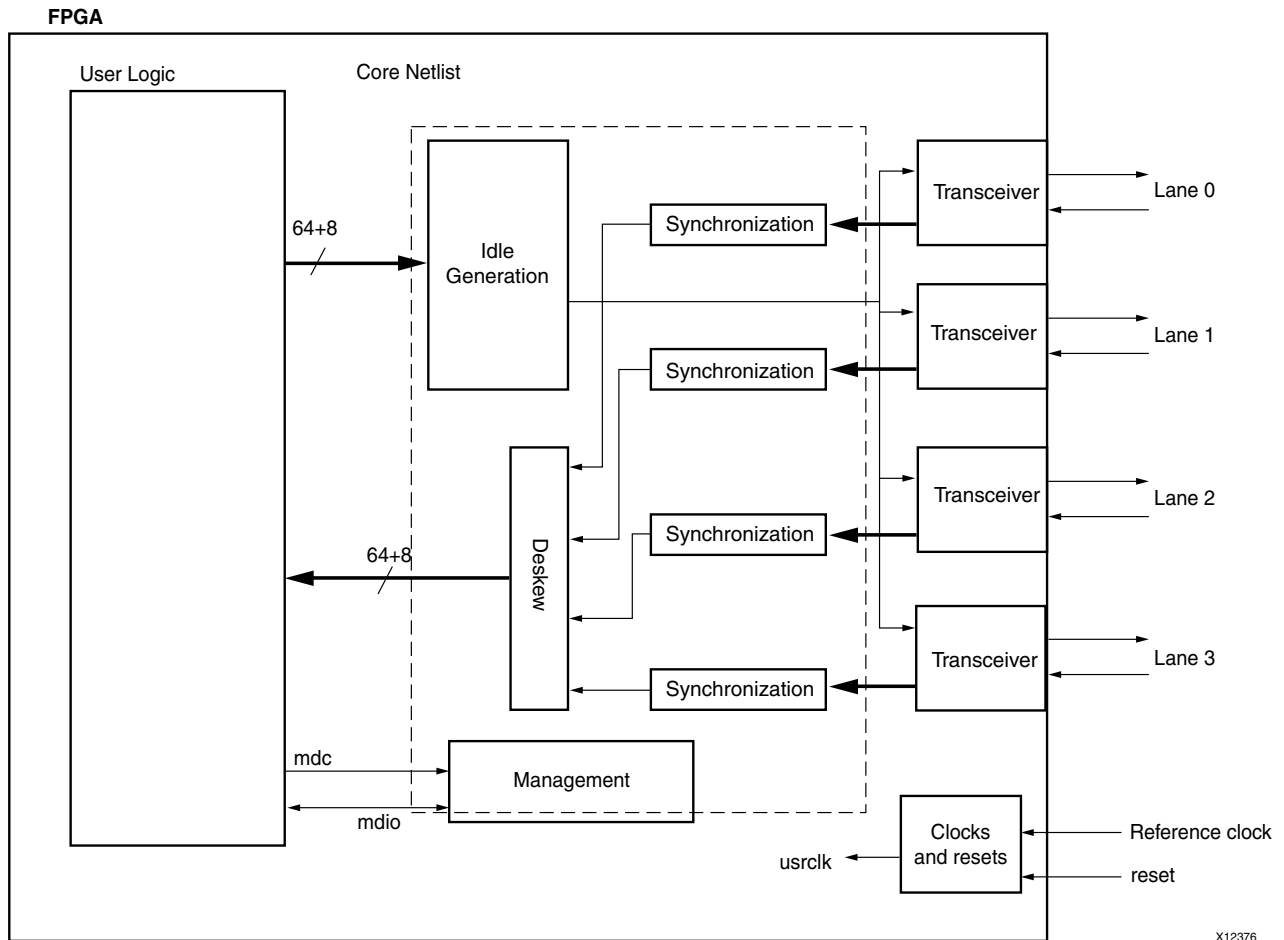 FPGA
User Logic
Core Netlist
64+8
Idle
Generation
Synchronization
Transceiver
Lane 0
Synchronization
Transceiver
Lane 1
Synchronization
Transceiver
Lane 2
64+8
Deskew
Synchronization
Transceiver
Lane 3
mdc
mdio
Management
usrclk
Clocks
and resets
Reference clock
reset
X12376